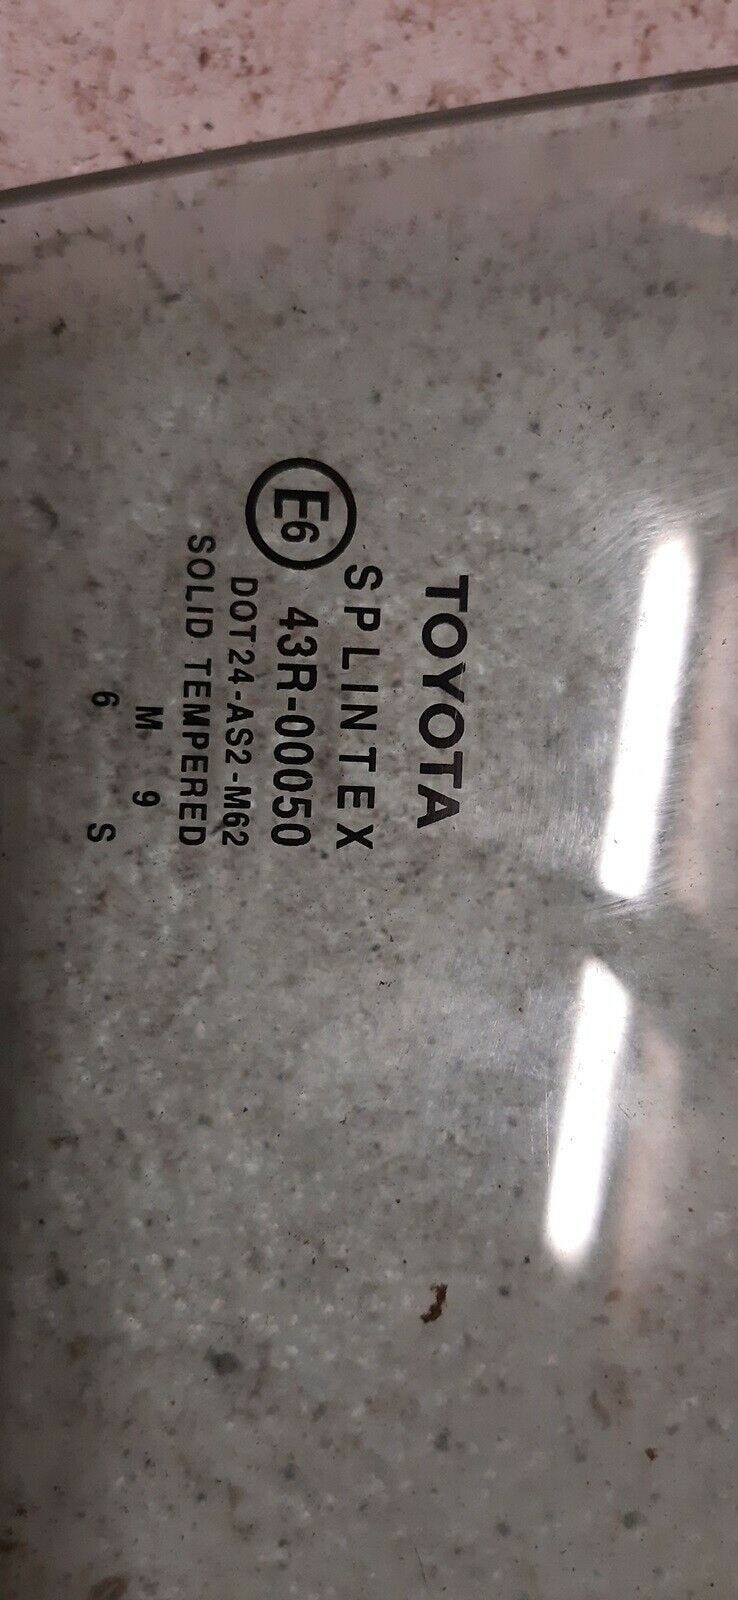 TOYOTA
SPLINTEX
E6 43R-00050
DOT24-AS2-M62
SOLID TEMPERED
M 9
6 S